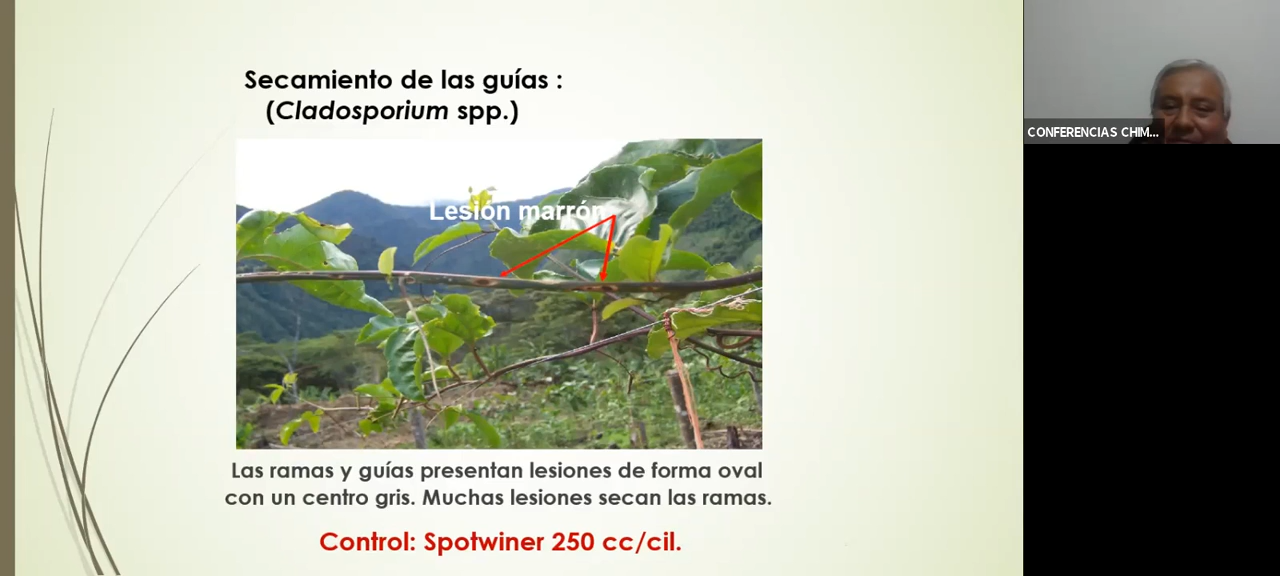 Secamiento de las guías :
(Cladosporium spp.)
Lesión marrón
Las ramas y guías presentan lesiones de forma oval
con un centro gris. Muchas lesiones secan las ramas.
Control: Spotwiner 250 cc/cil.
CONFERENCIAS CHIM...